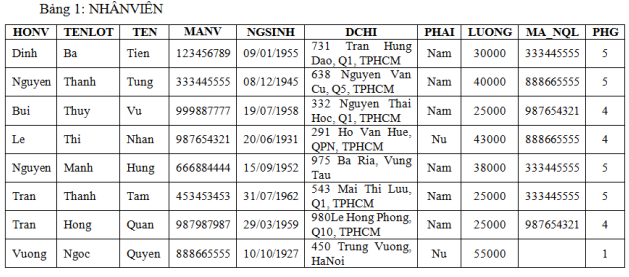 Bảng 1: NHÂNVIÊN
HONV TENLOT TEN MANV NGSINH DCHI PHAI LUONG MA_NQL PHG
Dinh Ba Tien 123456789 09/01/1955 731 Tran Hung Dao, Q1, TPHCM Nam 30000 333445555 5
Nguyen Thanh Tung 333445555 08/12/1945 638 Nguyen Van Cu, Q5, TPHCM Nam 40000 888665555 5
Bui Thuy Vu 999887777 19/07/1958 332 Nguyen Thai Hoc, Q1, TPHCM Nam 25000 987654321 4
Le Thi Nhan 987654321 20/06/1931 291 Ho Van Hue, QPN, TPHCM Nu 43000 888665555 4
Nguyen Manh Hung 666884444 15/09/1952 975 Ba Ria, Vung Tau Nam 38000 333445555 5
Tran Thanh Tam 453453453 31/07/1962 543 Mai Thi Luu, Q1, TPHCM Nam 25000 333445555 5
Tran Hong Quan 987987987 29/03/1959 980Le Hong Phong, Q10, TPHCM Nam 25000 987654321 4
Vuong Ngoc Quyen 888665555 10/10/1927 450 Trung Vuong, HaNoi Nu 55000 1